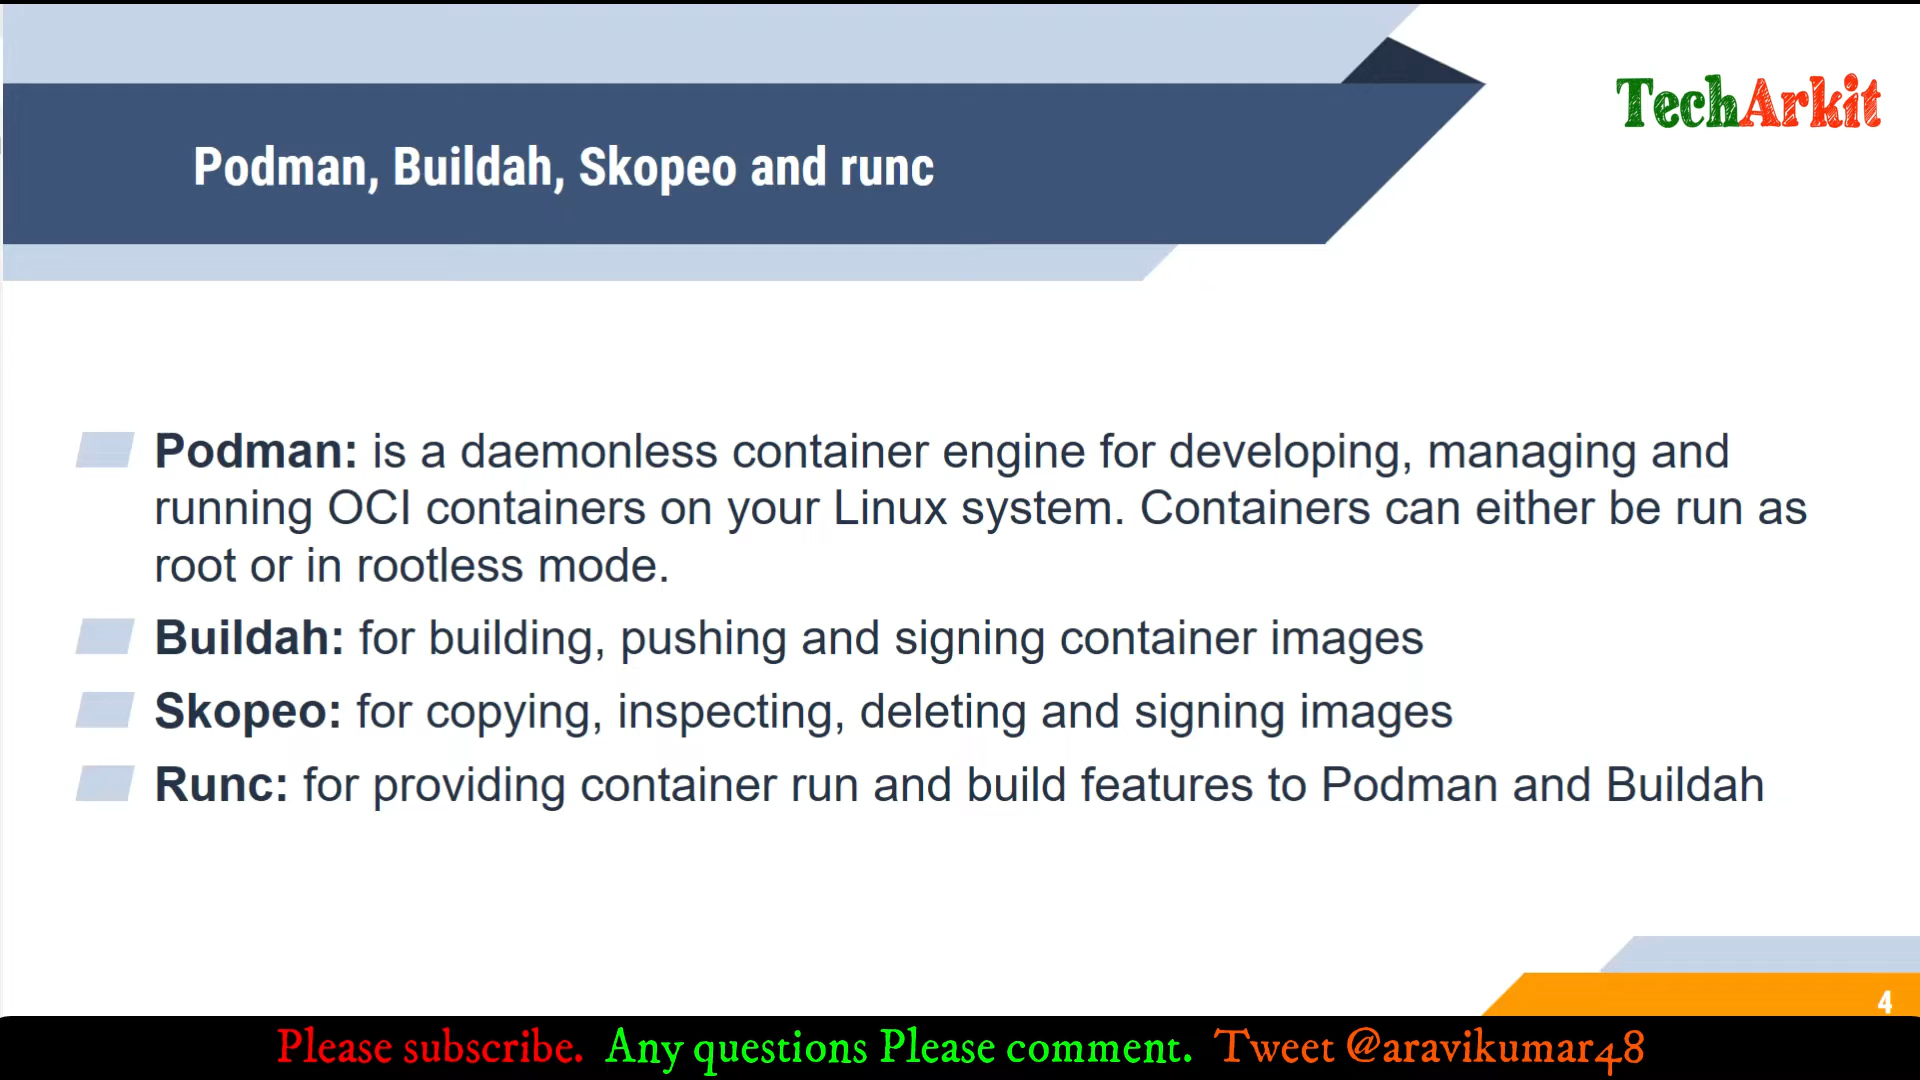 TechArkit
Podman, Buildah, Skopeo and runc
Podman: is a daemonless container engine for developing, managing and
running OCI containers on your Linux system. Containers can either be run as
root or in rootless mode.
Buildah: for building, pushing and signing container images
Skopeo: for copying, inspecting, deleting and signing images
Runc: for providing container run and build features to Podman and Buildah
4
Please subscribe. Any questions Please comment. Tweet @aravikumar48